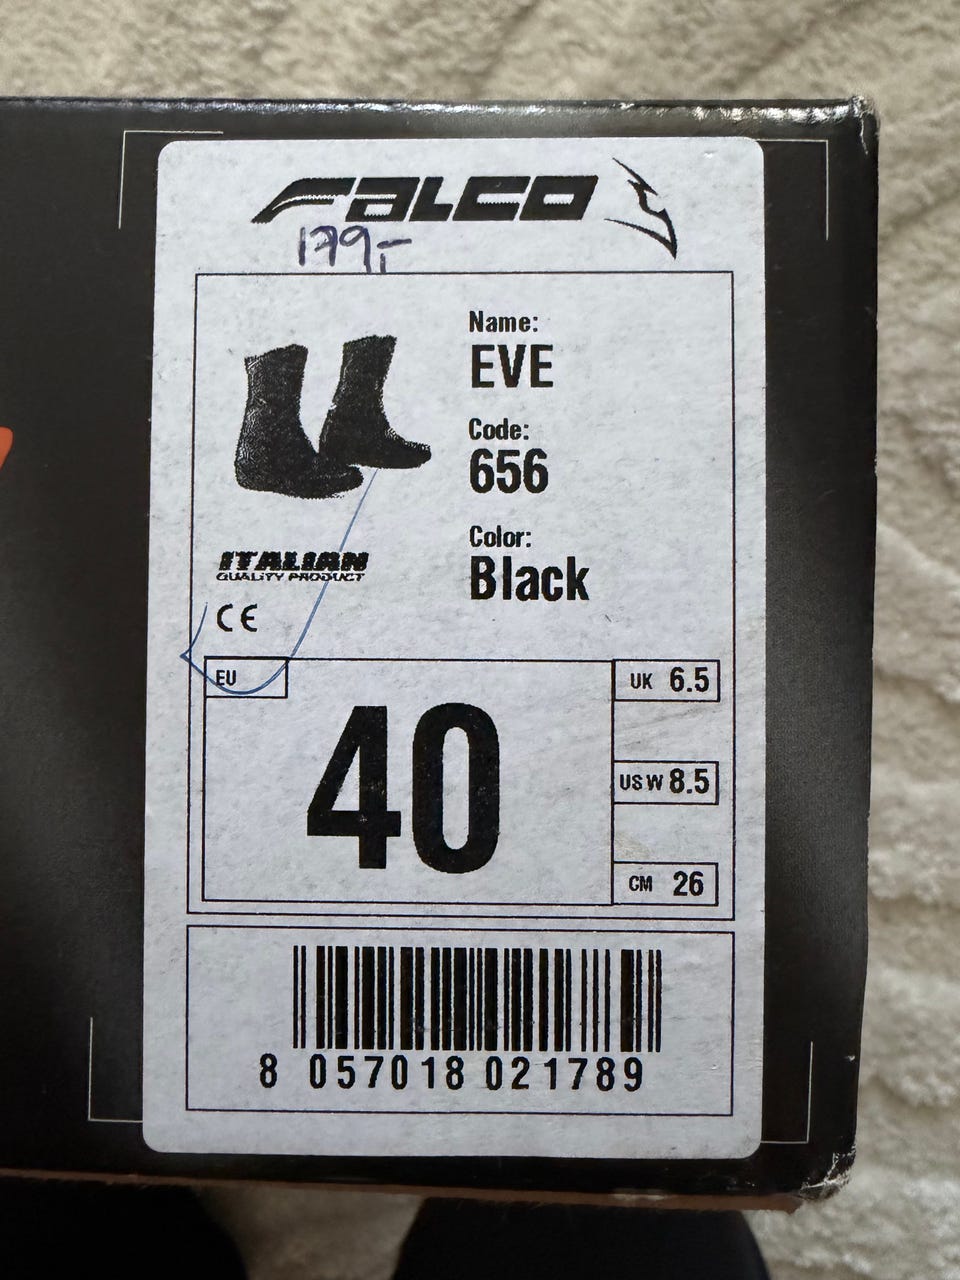 FALCO
179,-
Name:
EVE
Code:
656
Color:
Black
ITALIAN
QUALITY PRODUCT
CE
EU
40
UK 6.5
US W 8.5
CM 26
8 057018 021789